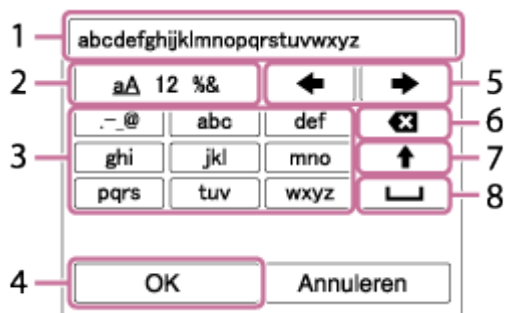 1 abcdefghijklmnopqrstuvwxyz
2 aA 12 %& 5
.-_@ abc def 6
3 ghi jkl mno 7
pqrs tuv wxyz 8
4 OK Annuleren